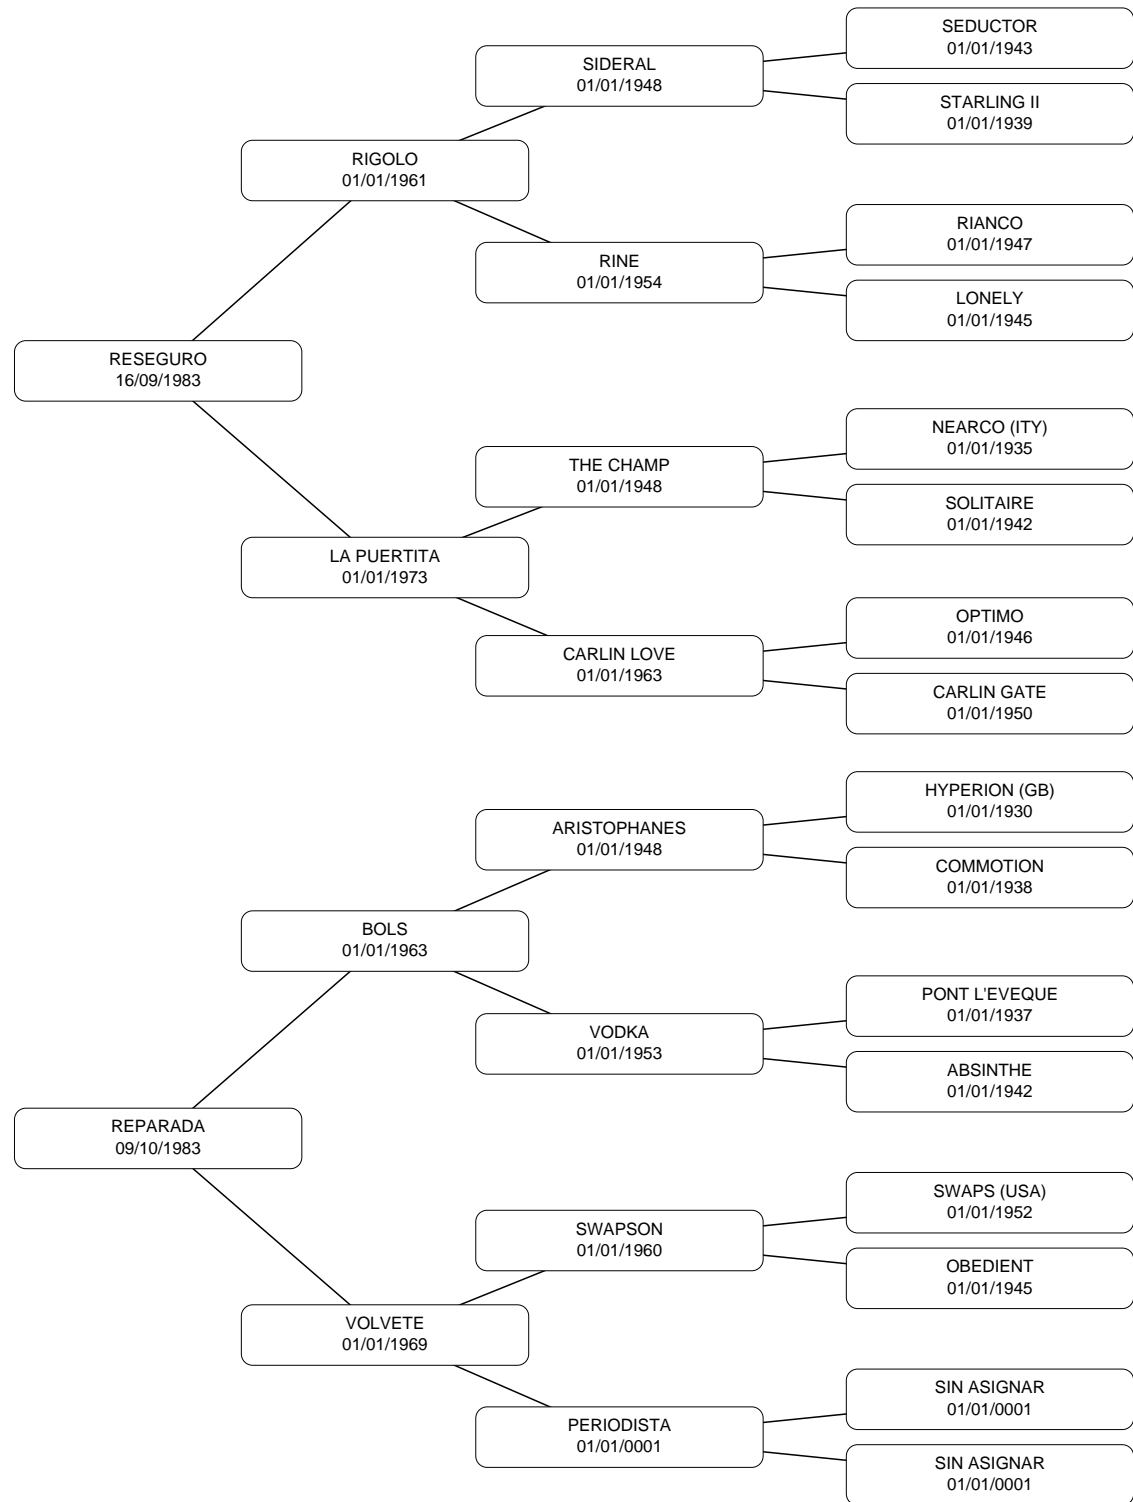 SEDUCTOR
01/01/1943
SIDERAL
01/01/1948
STARLING II
01/01/1939
RIGOLO
01/01/1961
RIANCO
01/01/1947
RINE
01/01/1954
LONELY
01/01/1945
RESEGURO
16/09/1983
NEARCO (ITY)
01/01/1935
THE CHAMP
01/01/1948
SOLITAIRE
01/01/1942
LA PUERTITA
01/01/1973
OPTIMO
01/01/1946
CARLIN LOVE
01/01/1963
CARLIN GATE
01/01/1950
HYPERION (GB)
01/01/1930
ARISTOPHANES
01/01/1948
COMMOTION
01/01/1938
BOLS
01/01/1963
PONT L'EVEQUE
01/01/1937
VODKA
01/01/1953
ABSINTHE
01/01/1942
REPARADA
09/10/1983
SWAPS (USA)
01/01/1952
SWAPSON
01/01/1960
OBEDIENT
01/01/1945
VOLVETE
01/01/1969
SIN ASIGNAR
01/01/0001
PERIODISTA
01/01/0001
SIN ASIGNAR
01/01/0001